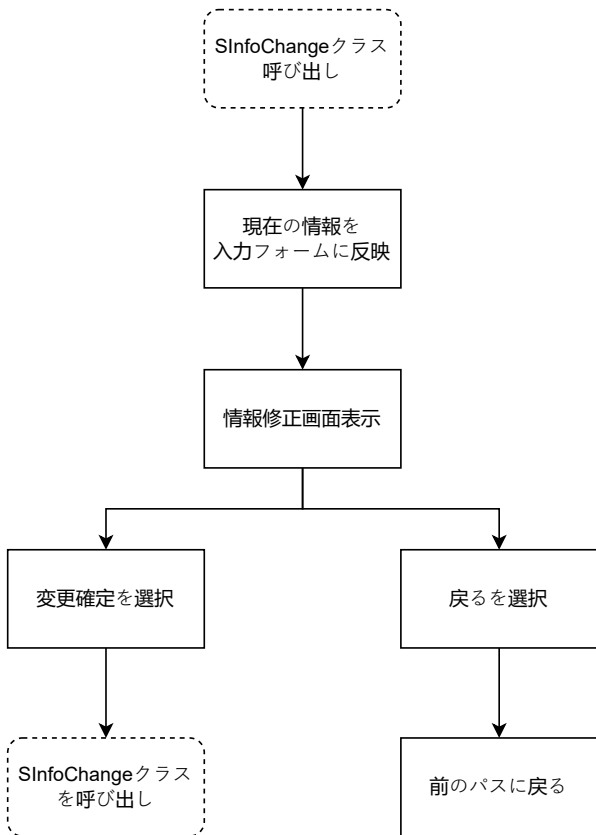 SInfoChangeクラス
呼び出し
現在の情報を
入力フォームに反映
情報修正画面表示
変更確定を選択
戻るを選択
SInfoChangeクラス
を呼び出し
前のパスに戻る